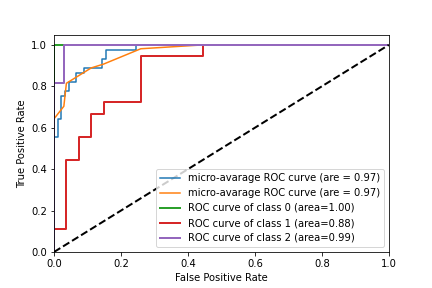 1.0
0.8
0.6
0.4
0.2
0.0
True Positive Rate
micro-avarage ROC curve (are = 0.97)
micro-avarage ROC curve (are = 0.97)
ROC curve of class 0 (area=1.00)
ROC curve of class 1 (area=0.88)
ROC curve of class 2 (area=0.99)
0.0 0.2 0.4 0.6 0.8 1.0
False Positive Rate